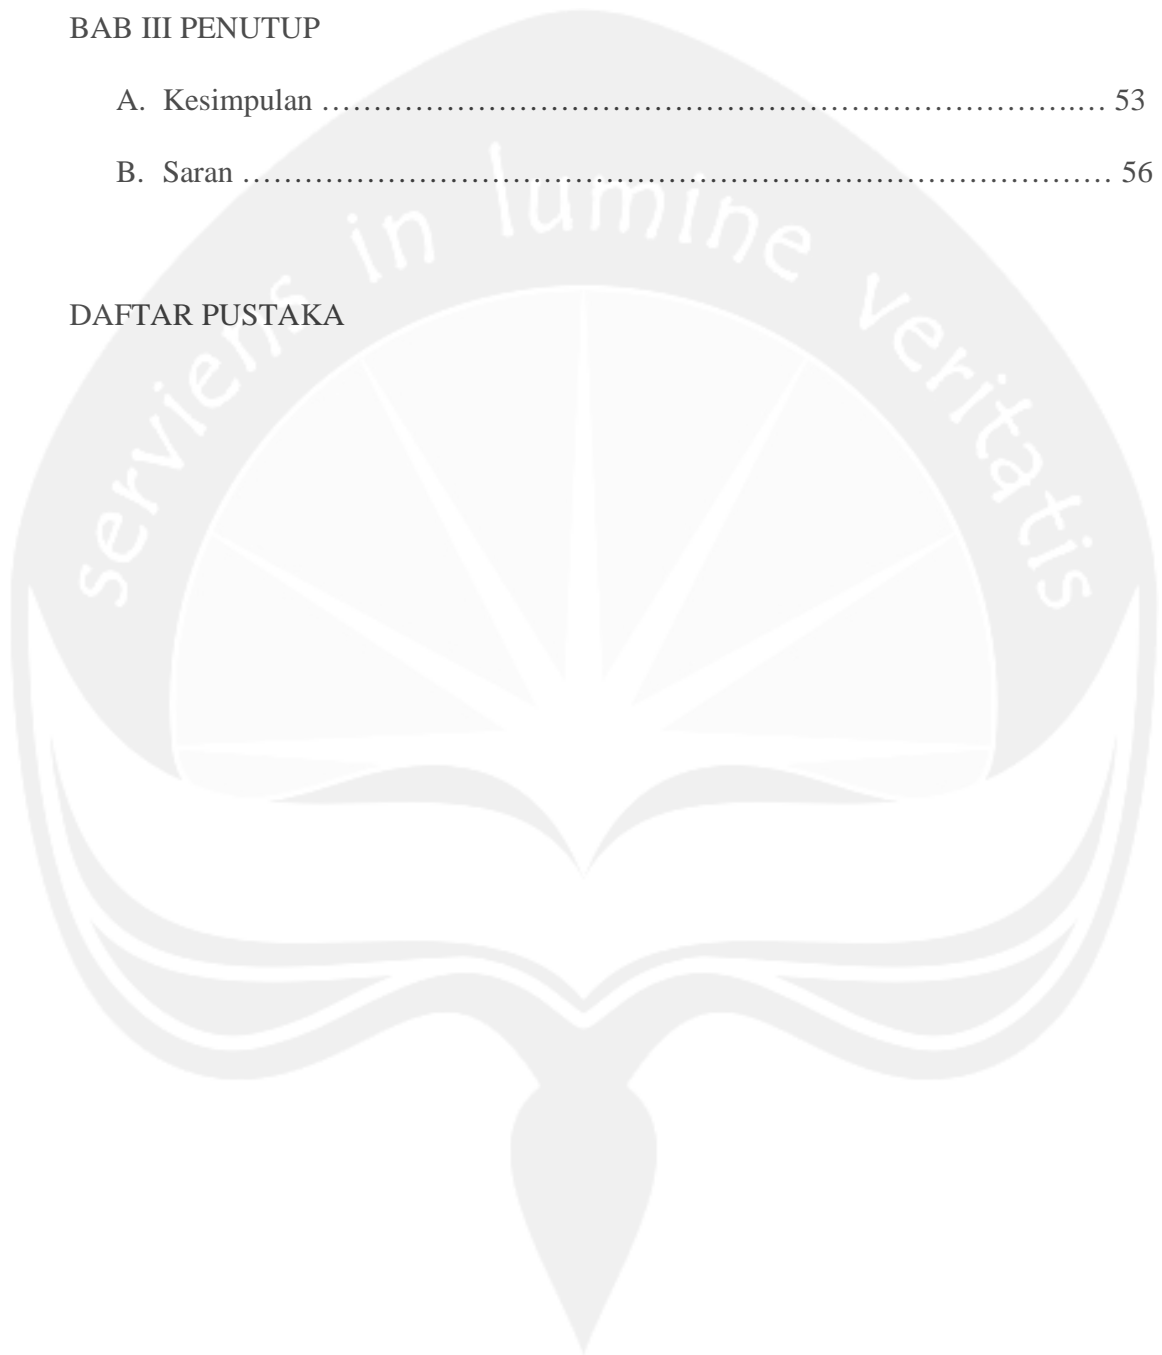 BAB III PENUTUP
A. Kesimpulan ……………………………………………………………………..… 53
B. Saran …………………………………………………………………………… 56
serviens in lumine veritatis
DAFTAR PUSTAKA